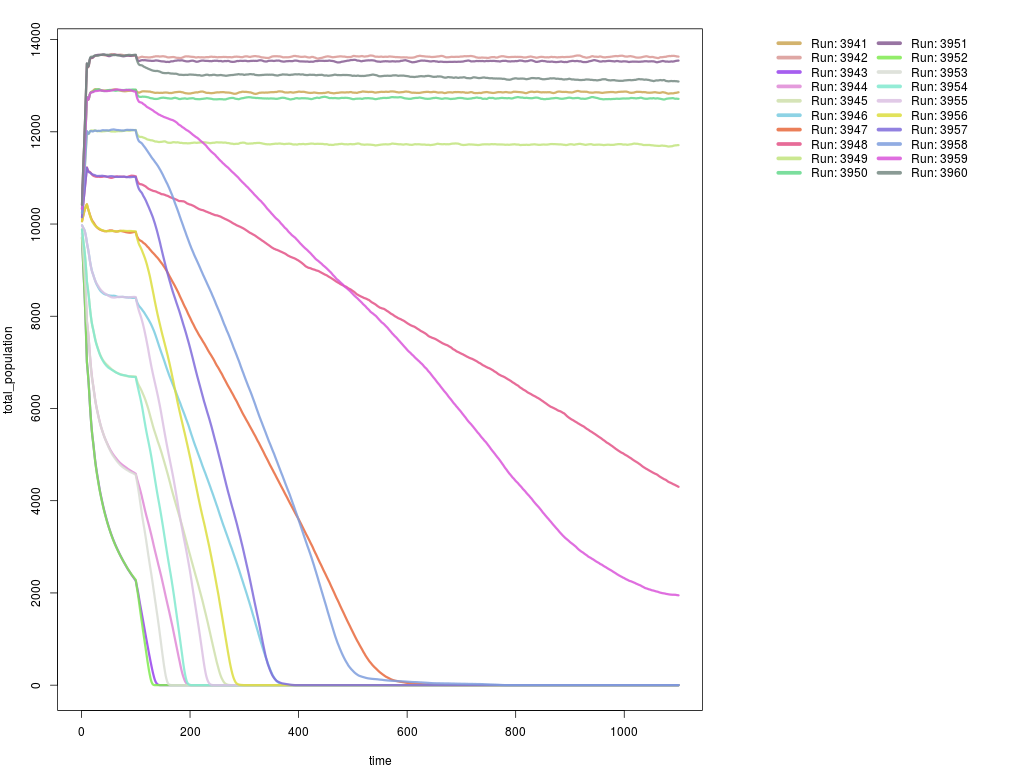 total_population
14000
12000
10000
8000
6000
4000
2000
0
0 200 400 600 800 1000
time
Run: 3941 Run: 3951
Run: 3942 Run: 3952
Run: 3943 Run: 3953
Run: 3944 Run: 3954
Run: 3945 Run: 3955
Run: 3946 Run: 3956
Run: 3947 Run: 3957
Run: 3948 Run: 3958
Run: 3949 Run: 3959
Run: 3950 Run: 3960